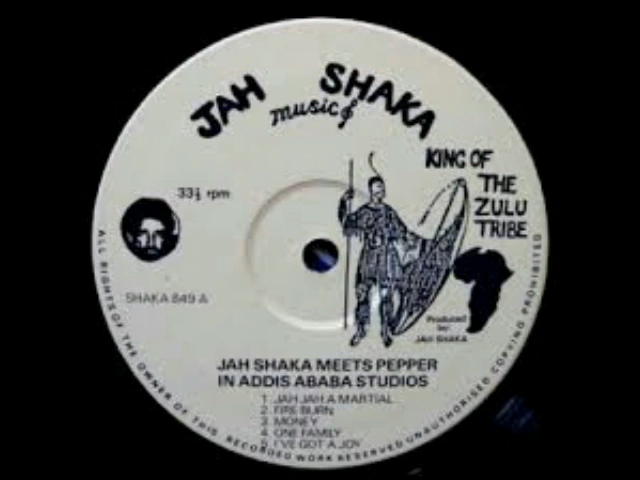 JAH SHAKA
music
KING OF
THE
ZULU
TRIBE
33⅓ rpm
SHAKA 849 A
Produced
by:
JAH SHAKA
JAH SHAKA MEETS PEPPER
IN ADDIS ABABA STUDIOS
1. JAH JAH A MARTIAL
2. FIRE BURN
3. MONEY
4. ONE FAMILY
5. I'VE GOT A JOY
ALL RIGHTS OF THE OWNER OF THIS RECORDED WORK RESERVED UNAUTHORISED COPYING PROHIBITED